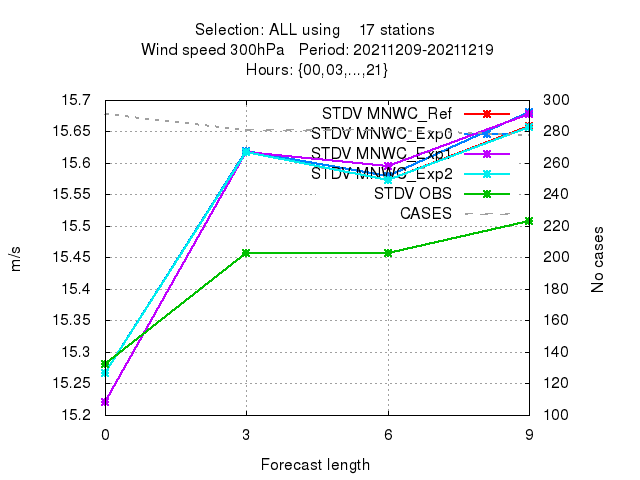 Selection: ALL using 17 stations
Wind speed 300hPa Period: 20211209-20211219
Hours: {00,03,...,21}
15.7
15.65
15.6
15.55
15.5
15.45
15.4
15.35
15.3
15.25
15.2
300
280
260
240
220
200
180
160
140
120
100
STDV MNWC_Ref
STDV MNWC_Exp0
STDV MNWC_Exp1
STDV MNWC_Exp2
STDV OBS
CASES
m/s
No cases
0 3 6 9
Forecast length